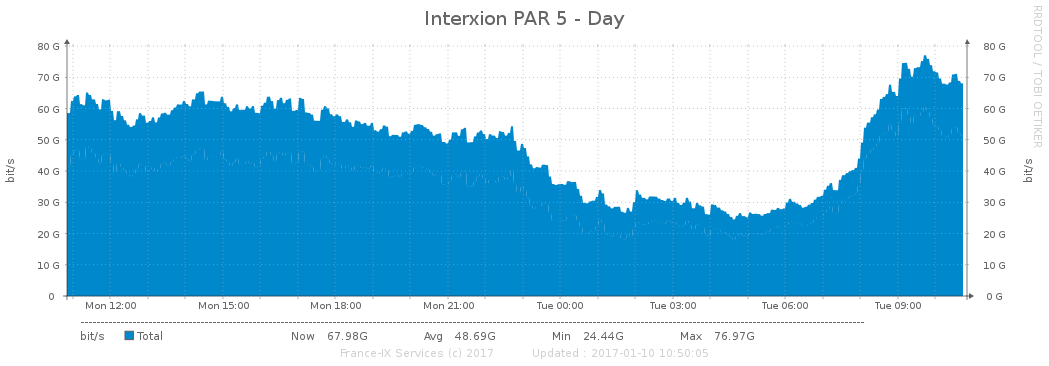 Interxion PAR 5 - Day
RRDTOOL / TOBI OETIKER
bit/s
80 G 80 G
70 G 70 G
60 G 60 G
50 G 50 G
40 G 40 G
30 G 30 G
20 G 20 G
10 G 10 G
0 0 G
bit/s
Mon 12:00 Mon 15:00 Mon 18:00 Mon 21:00 Tue 00:00 Tue 03:00 Tue 06:00 Tue 09:00
bit/s Total Now 67.98G Avg 48.69G Min 24.44G Max 76.97G
France-IX Services (c) 2017 Updated : 2017-01-10 10:50:05